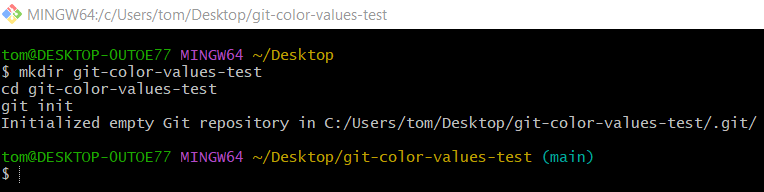 MINGW64:/c/Users/tom/Desktop/git-color-values-test
tom@DESKTOP-OUTOE77 MINGW64 ~/Desktop
$ mkdir git-color-values-test
cd git-color-values-test
git init
Initialized empty Git repository in C:/Users/tom/Desktop/git-color-values-test/.git/
tom@DESKTOP-OUTOE77 MINGW64 ~/Desktop/git-color-values-test (main)
$